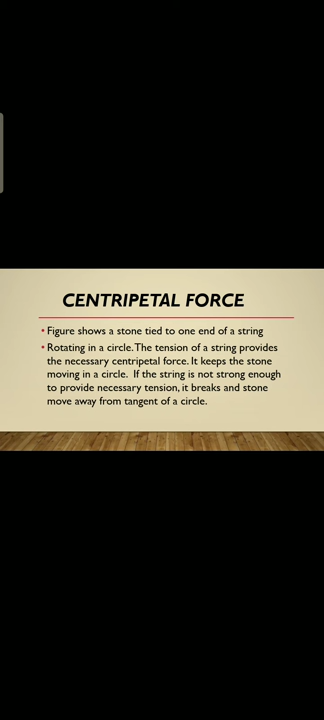 CENTRIPETAL FORCE
• Figure shows a stone tied to one end of a string
• Rotating in a circle. The tension of a string provides
the necessary centripetal force. It keeps the stone
moving in a circle. If the string is not strong enough
to provide necessary tension, it breaks and stone
move away from tangent of a circle.